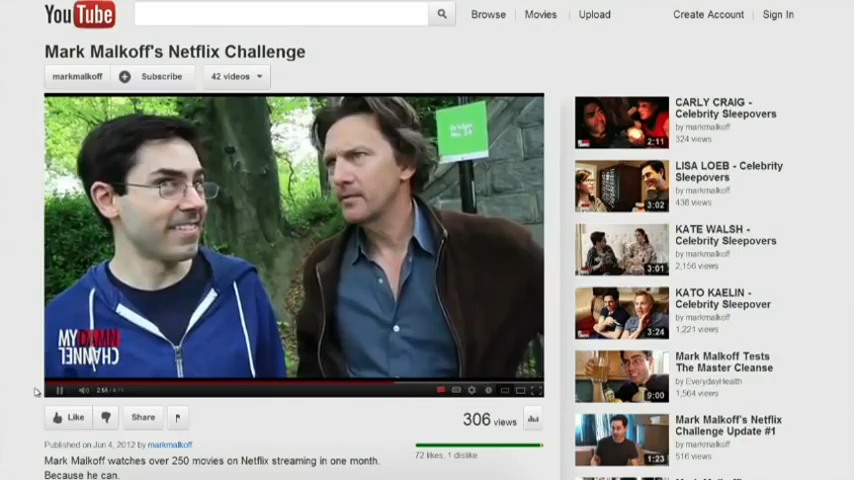 YouTube
Browse
Movies
Upload
Create Account
Sign In
Mark Malkoff's Netflix Challenge
markmalkoff
Subscribe
42 videos
MY DAMN
CHANNEL
Like
Share
306 views
Published on Jun 4, 2012 by markmalkoff
72 likes, 1 dislike
Mark Malkoff watches over 250 movies on Netflix streaming in one month.
Because he can.
2:11
CARLY CRAIG -
Celebrity Sleepovers
by markmalkoff
324 views
3:02
LISA LOEB - Celebrity
Sleepovers
by markmalkoff
438 views
3:01
KATE WALSH -
Celebrity Sleepovers
by markmalkoff
2,156 views
3:24
KATO KAELIN -
Celebrity Sleepover
by markmalkoff
1,221 views
9:00
Mark Malkoff Tests
The Master Cleanse
by EverydayHealth
1,564 views
1:23
Mark Malkoff's Netflix
Challenge Update #1
by markmalkoff
516 views